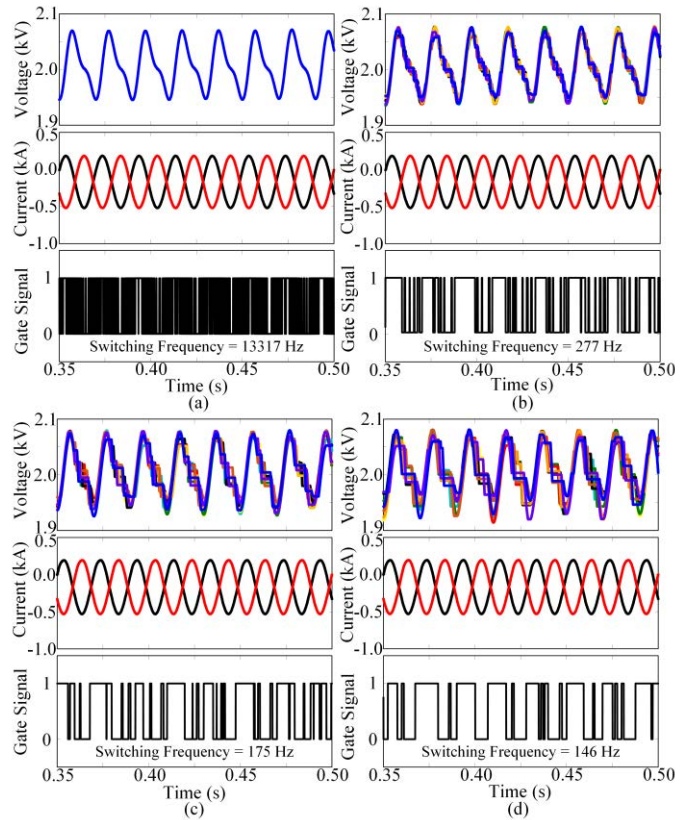 2.1
2.0
1.9
Voltage (kV)
0.5
0.0
-0.5
-1.0
Current (kA)
1
0
Gate Signal
Switching Frequency = 13317 Hz
0.35 0.40 0.45 0.50
Time (s)
(a)
2.1
2.0
1.9
Voltage (kV)
0.5
0.0
-0.5
-1.0
Current (kA)
1
0
Gate Signal
Switching Frequency = 277 Hz
0.35 0.40 0.45 0.50
Time (s)
(b)
2.1
2.0
1.9
Voltage (kV)
0.5
0.0
-0.5
-1.0
Current (kA)
1
0
Gate Signal
Switching Frequency = 175 Hz
0.35 0.40 0.45 0.50
Time (s)
(c)
2.1
2.0
1.9
Voltage (kV)
0.5
0.0
-0.5
-1.0
Current (kA)
1
0
Gate Signal
Switching Frequency = 146 Hz
0.35 0.40 0.45 0.50
Time (s)
(d)